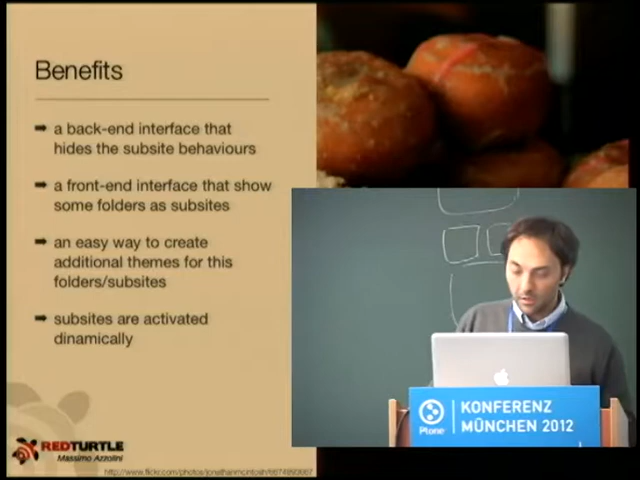 Benefits
➡ a back-end interface that
hides the subsite behaviours
➡ a front-end interface that show
some folders as subsites
➡ an easy way to create
additional themes for this
folders/subsites
➡ subsites are activated
dinamically
REDTURTLE
Massimo Azzolini
Plone
KONFERENZ
MÜNCHEN 2012